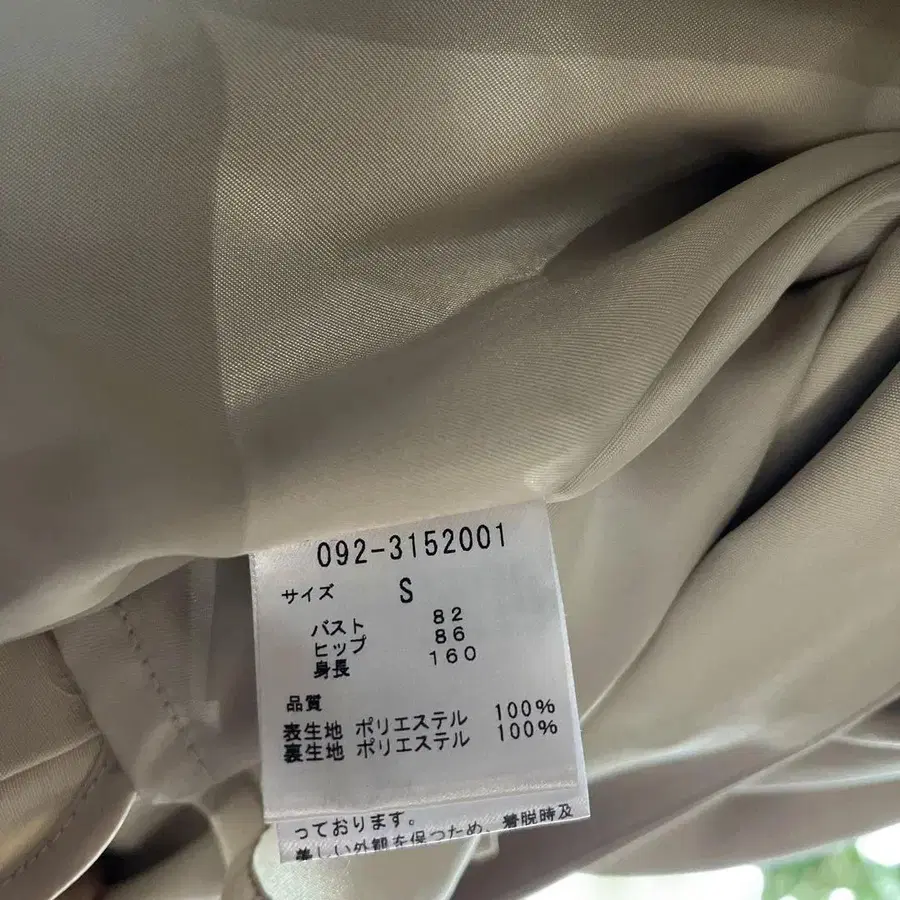 092-3152001
サイズ S
バスト 82
ヒップ 86
身長 160
品質
表生地 ポリエステル 100%
裏生地 ポリエステル 100%
っております。
美しい外観を保つため、着脱時及